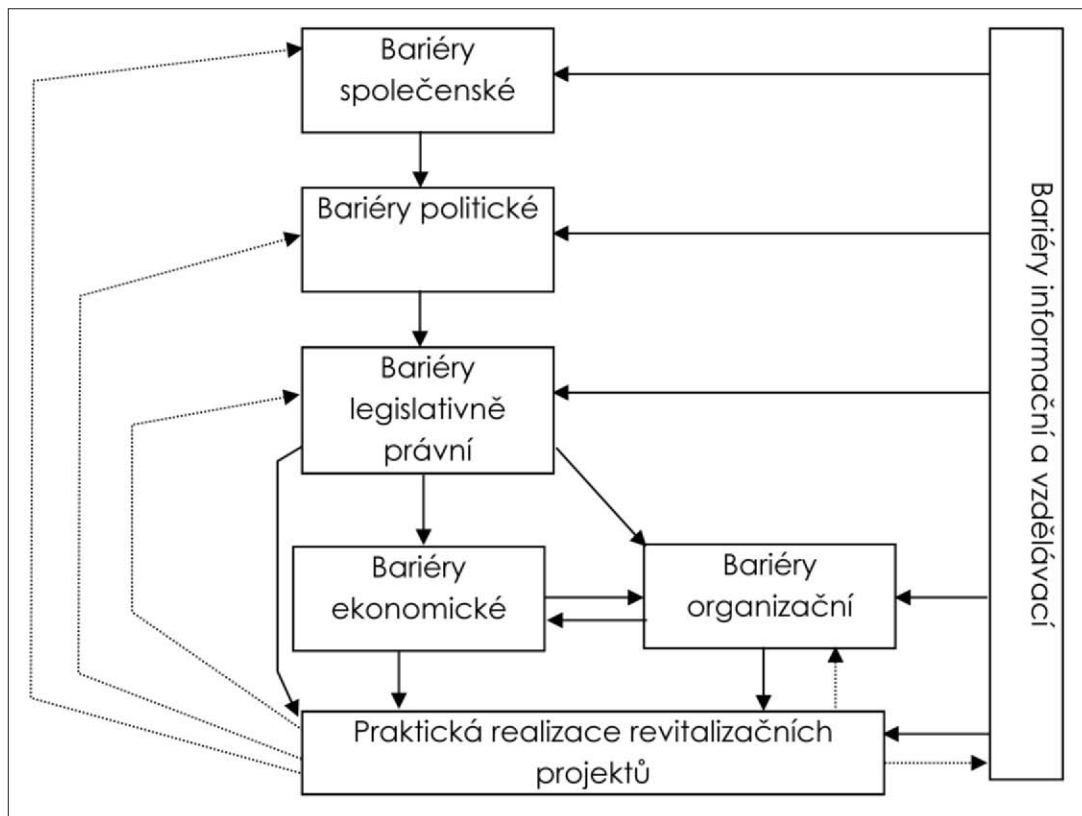 Bariéry
společenské
Bariéry politické
Bariéry
legislativně
právní
Bariéry
ekonomické
Bariéry
organizační
Praktická realizace revitalizačních
projektů
Bariéry informační a vzdělávací